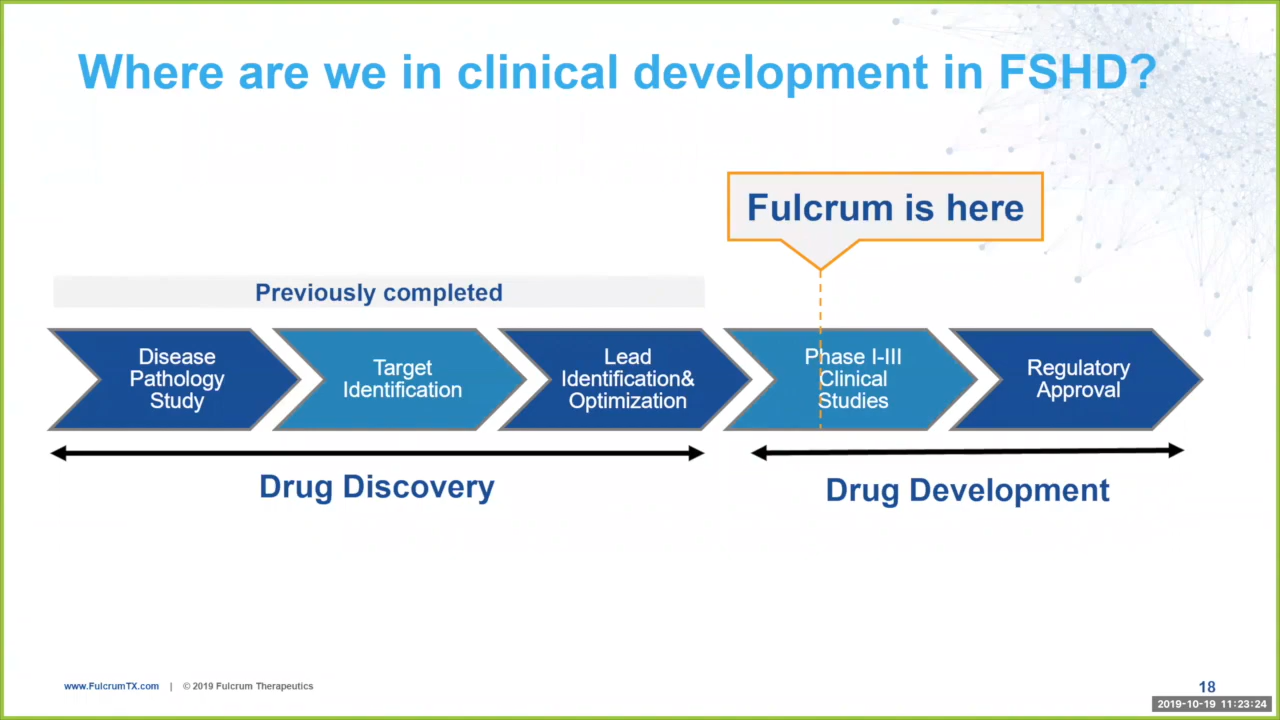 Where are we in clinical development in FSHD?
Fulcrum is here
Previously completed
Disease
Pathology
Study
Target
Identification
Lead
Identification&
Optimization
Phase I-III
Clinical
Studies
Regulatory
Approval
Drug Discovery
Drug Development
www.FulcrumTX.com | © 2019 Fulcrum Therapeutics
18
2019-10-19 11:23:24